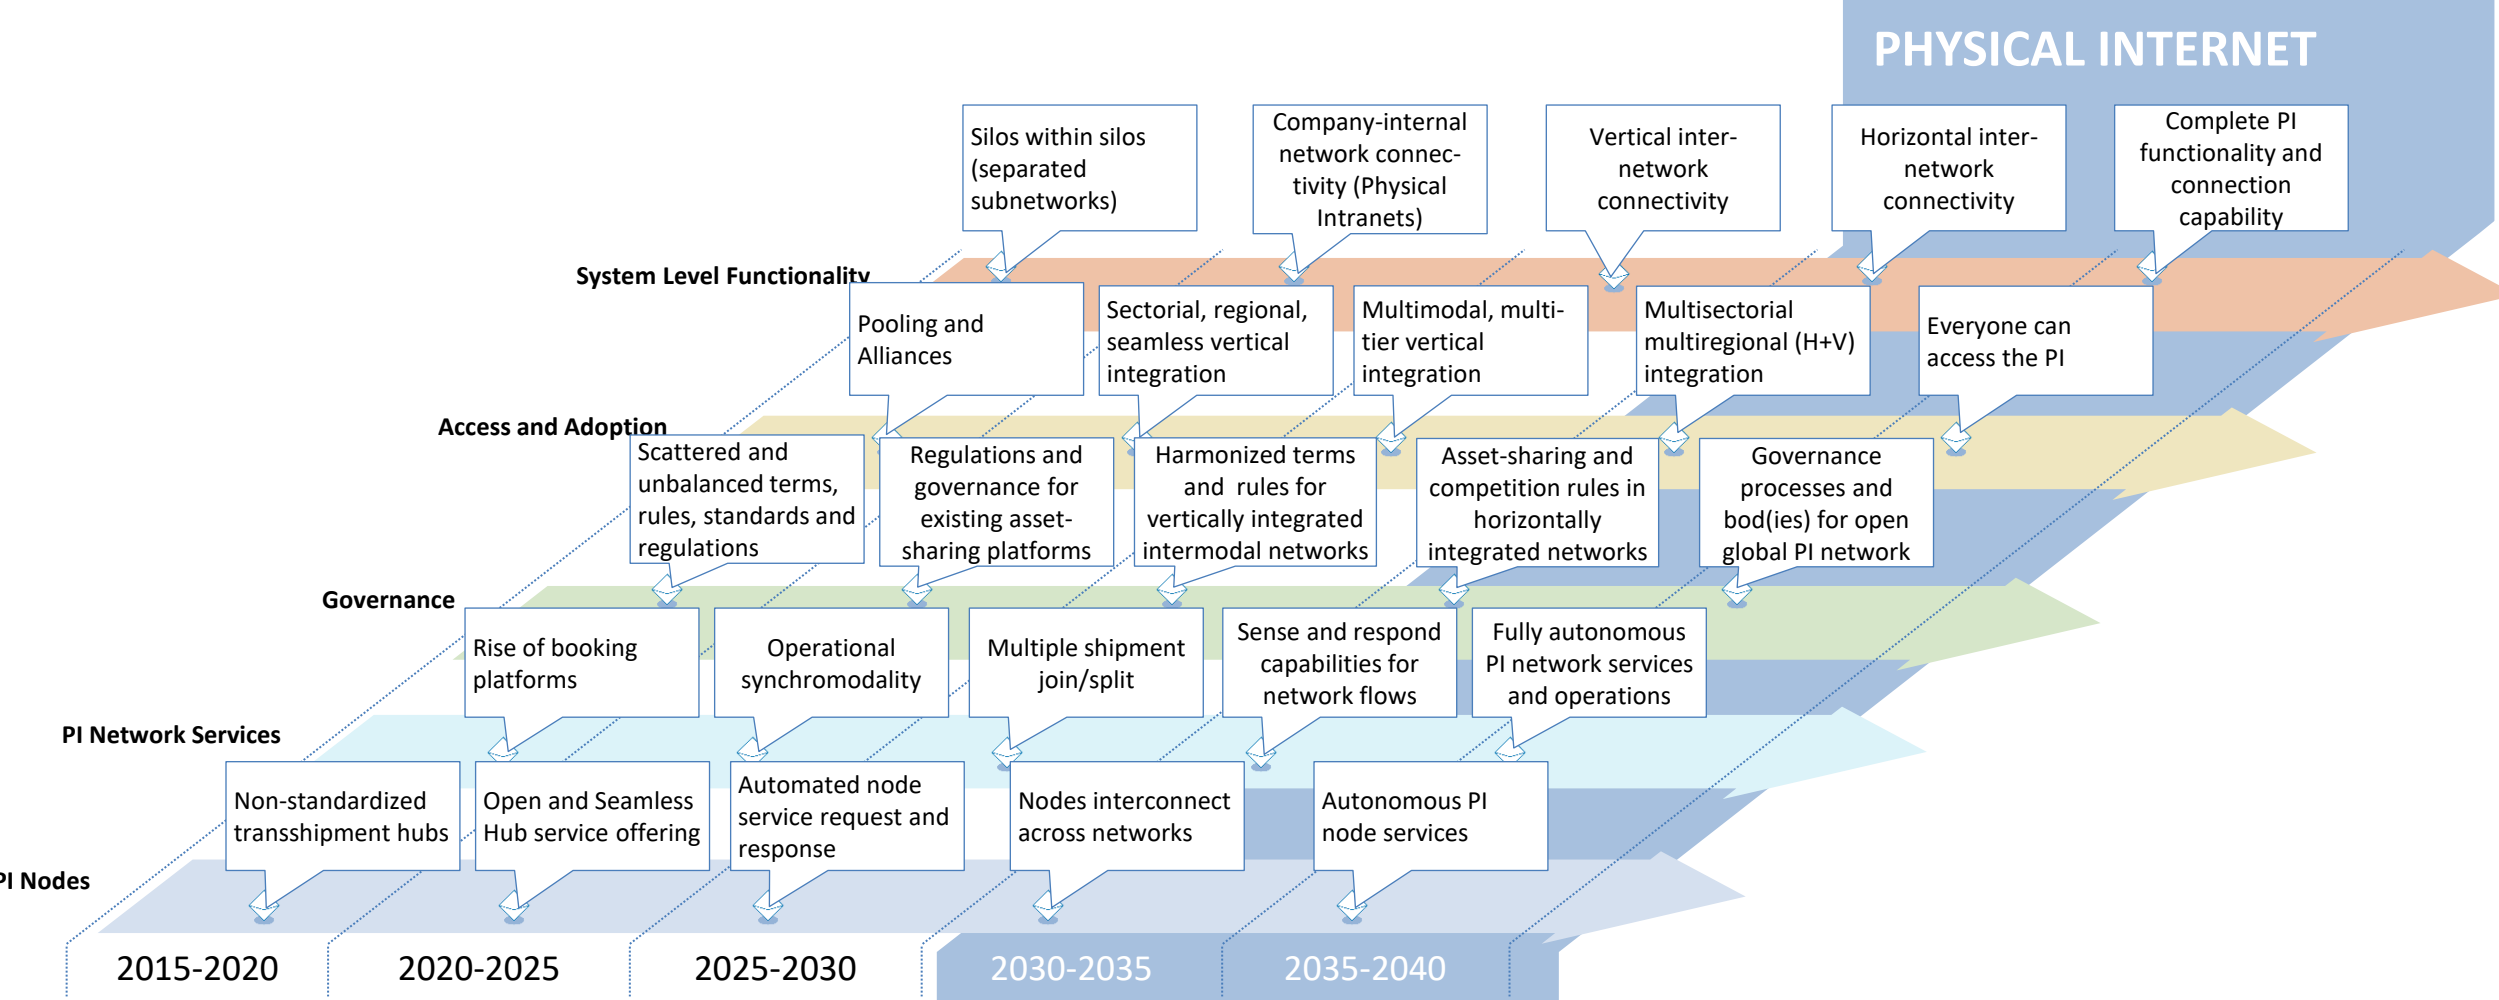 PHYSICAL INTERNET
Silos within silos
(separated
subnetworks)
Company-internal
network connec-
tivity (Physical
Intranets)
Vertical inter-
network
connectivity
Horizontal inter-
network
connectivity
Complete PI
functionality and
connection
capability
System Level Functionality
Pooling and
Alliances
Sectorial, regional,
seamless vertical
integration
Multimodal, multi-
tier vertical
integration
Multisectorial
multiregional (H+V)
integration
Everyone can
access the PI
Access and Adoption
Scattered and
unbalanced terms,
rules, standards and
regulations
Regulations and
governance for
existing asset-
sharing platforms
Harmonized terms
and rules for
vertically integrated
intermodal networks
Asset-sharing and
competition rules in
horizontally
integrated networks
Governance
processes and
bod(ies) for open
global PI network
Governance
Rise of booking
platforms
Operational
synchromodality
Multiple shipment
join/split
Sense and respond
capabilities for
network flows
Fully autonomous
PI network services
and operations
PI Network Services
Non-standardized
transshipment hubs
Open and Seamless
Hub service offering
Automated node
service request and
response
Nodes interconnect
across networks
Autonomous PI
node services
PI Nodes
2015-2020
2020-2025
2025-2030
2030-2035
2035-2040